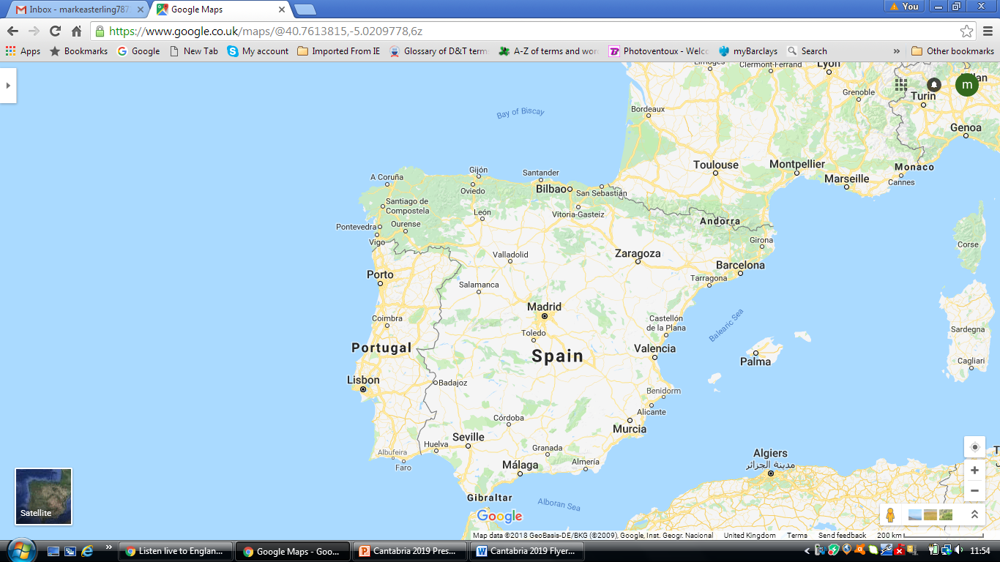 Inbox - markeasterling787
Google Maps
You
https://www.google.co.uk/maps/@40.7613815,-5.0209778,6z
Apps
Bookmarks
Google
New Tab
My account
Imported From IE
Glossary of D&T term
A-Z of terms and wor
Photoventoux - Welc
myBarclays
Search
»
Other bookmarks
Limoges
Clermont-Ferrand
Lyon
Grenoble
Turin
m
Bay of Biscay
Bordeaux
Genoa
Toulouse
Montpellier
Marseille
Monaco
Cannes
A Coruña
Gijón
Oviedo
Santander
Bilbao
San Sebastián
Santiago de
Compostela
León
Vitoria-Gasteiz
Andorra
Pontevedra
Ourense
Vigo
Girona
Corse
Valladolid
Zaragoza
Barcelona
Porto
Salamanca
Tarragona
Madrid
Coimbra
Castellón
de la Plana
Balearic Sea
Toledo
Sardegna
Portugal
Spain
Valencia
Palma
Cagliari
Lisbon
Badajoz
Benidorm
Alicante
Córdoba
Murcia
Seville
Huelva
Granada
Albufeira
Faro
Málaga
Almería
Algiers
مدينة الجزائر
Gibraltar
Alboran Sea
Satellite
Google
Map data ©2018 GeoBasis-DE/BKG (©2009), Google, Inst. Geogr. Nacional
United Kingdom
Terms
Send feedback
200 km
»
Listen live to Englan...
Google Maps - Goo...
Cantabria 2019 Pres...
Cantabria 2019 Flyer...
11:54